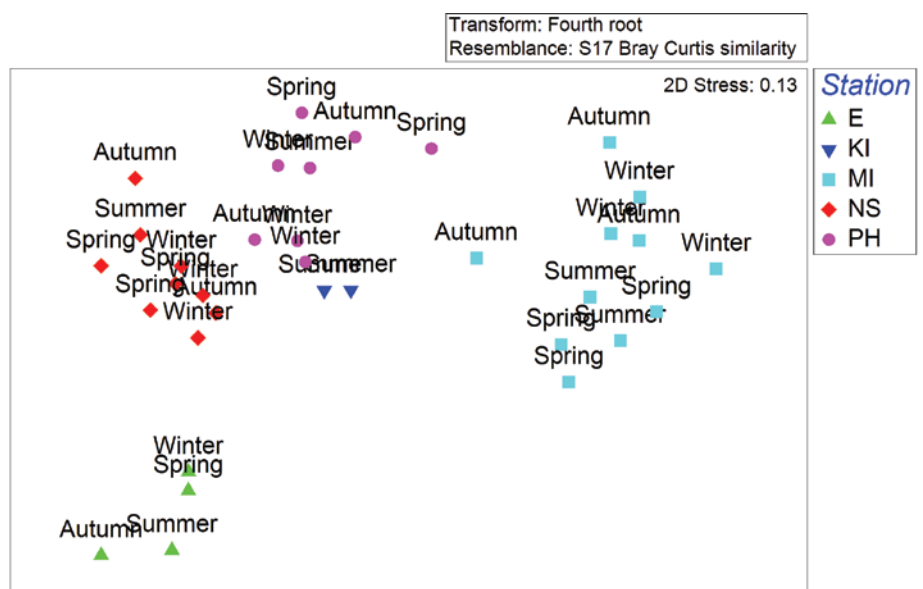 Transform: Fourth root
Resemblance: S17 Bray Curtis similarity
2D Stress: 0.13
Station
E
KI
MI
NS
PH
Spring
Autumn
Spring
Winter
Summer
Autumn
Autumn
Winter
Summer
Autumn
Winter
Winter
Autumn
Spring
Winter
Winter
Autumn
Winter
Spring
Summer
Summer
Winter
Spring
Autumn
Summer
Spring
Winter
Spring
Summer
Spring
Winter
Spring
Autumn
Summer